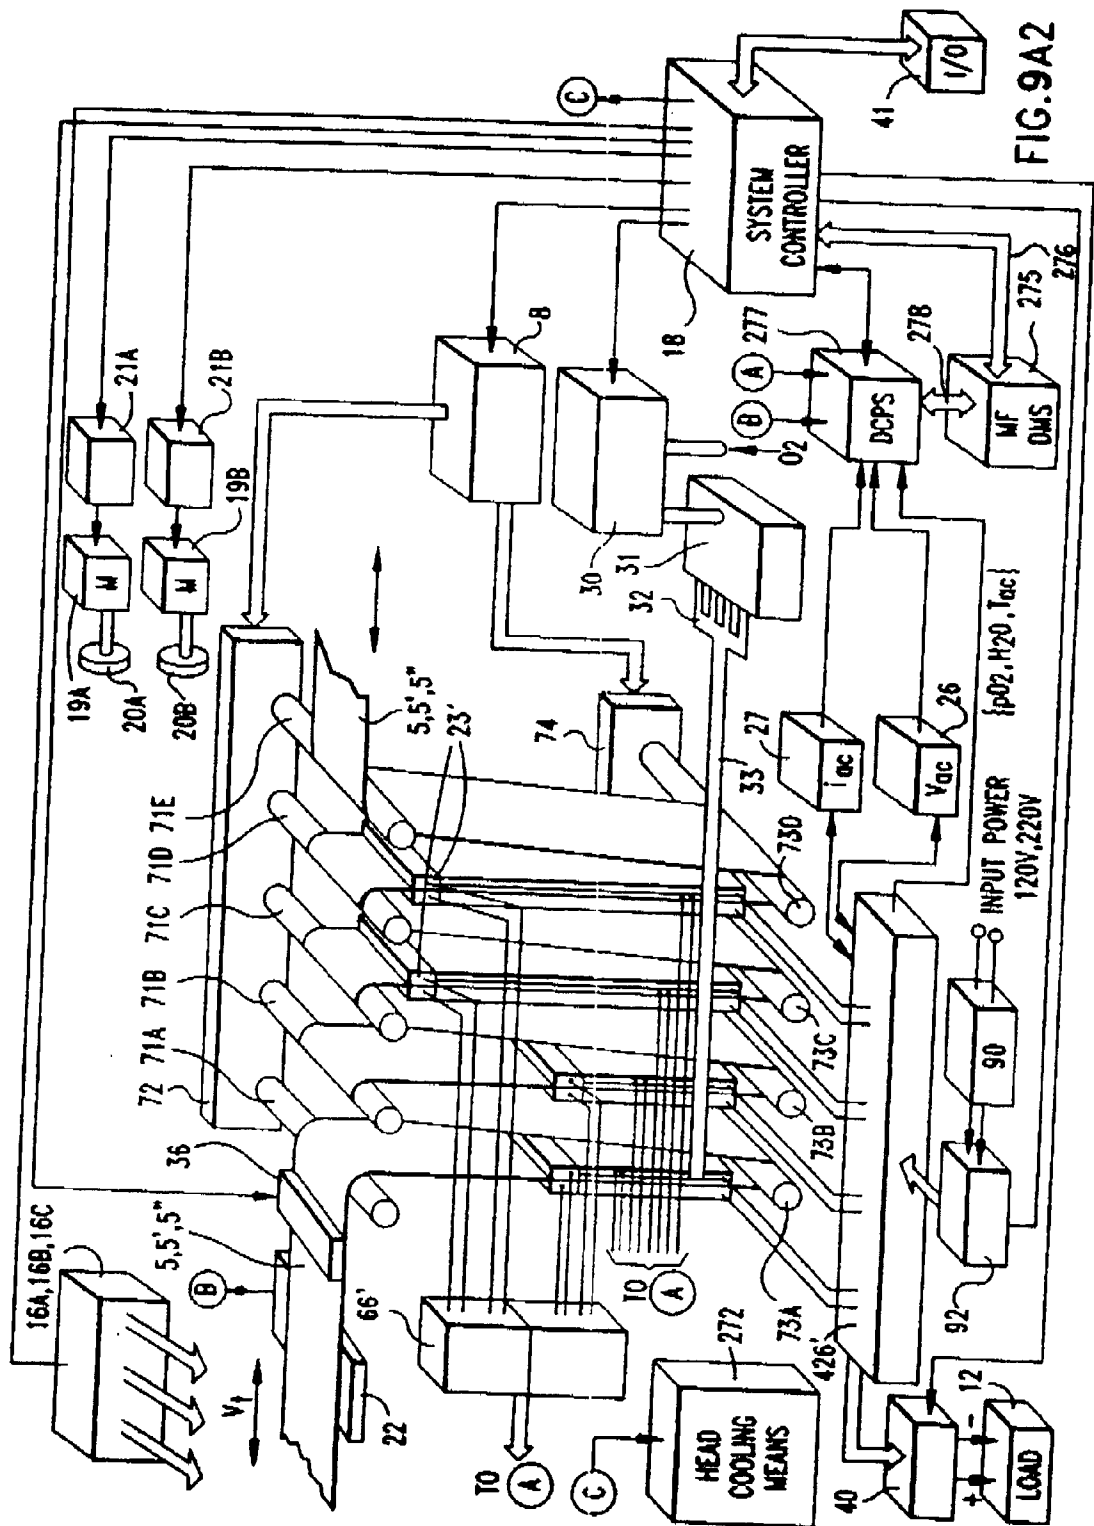 16A, 16B, 16C
Vt
22
5,5',5"
B
36
72
71A
71B
71C
71D
71E
5,5',5"
23'
19A
M
20A
21A
20B
M
19B
21B
C
8
30
O2
31
32
33'
74
18
SYSTEM
CONTROLLER
41
I/O
66'
TO
A
TO
A
C
272
HEAD
COOLING
MEANS
73A
73B
73C
73D
426'
27
iac
26
Vac
{pO2, H2O, Tac}
B
A
277
DCPS
278
MF
DMS
275
276
INPUT POWER
120V, 220V
90
92
40
+
-
12
LOAD
FIG. 9A2